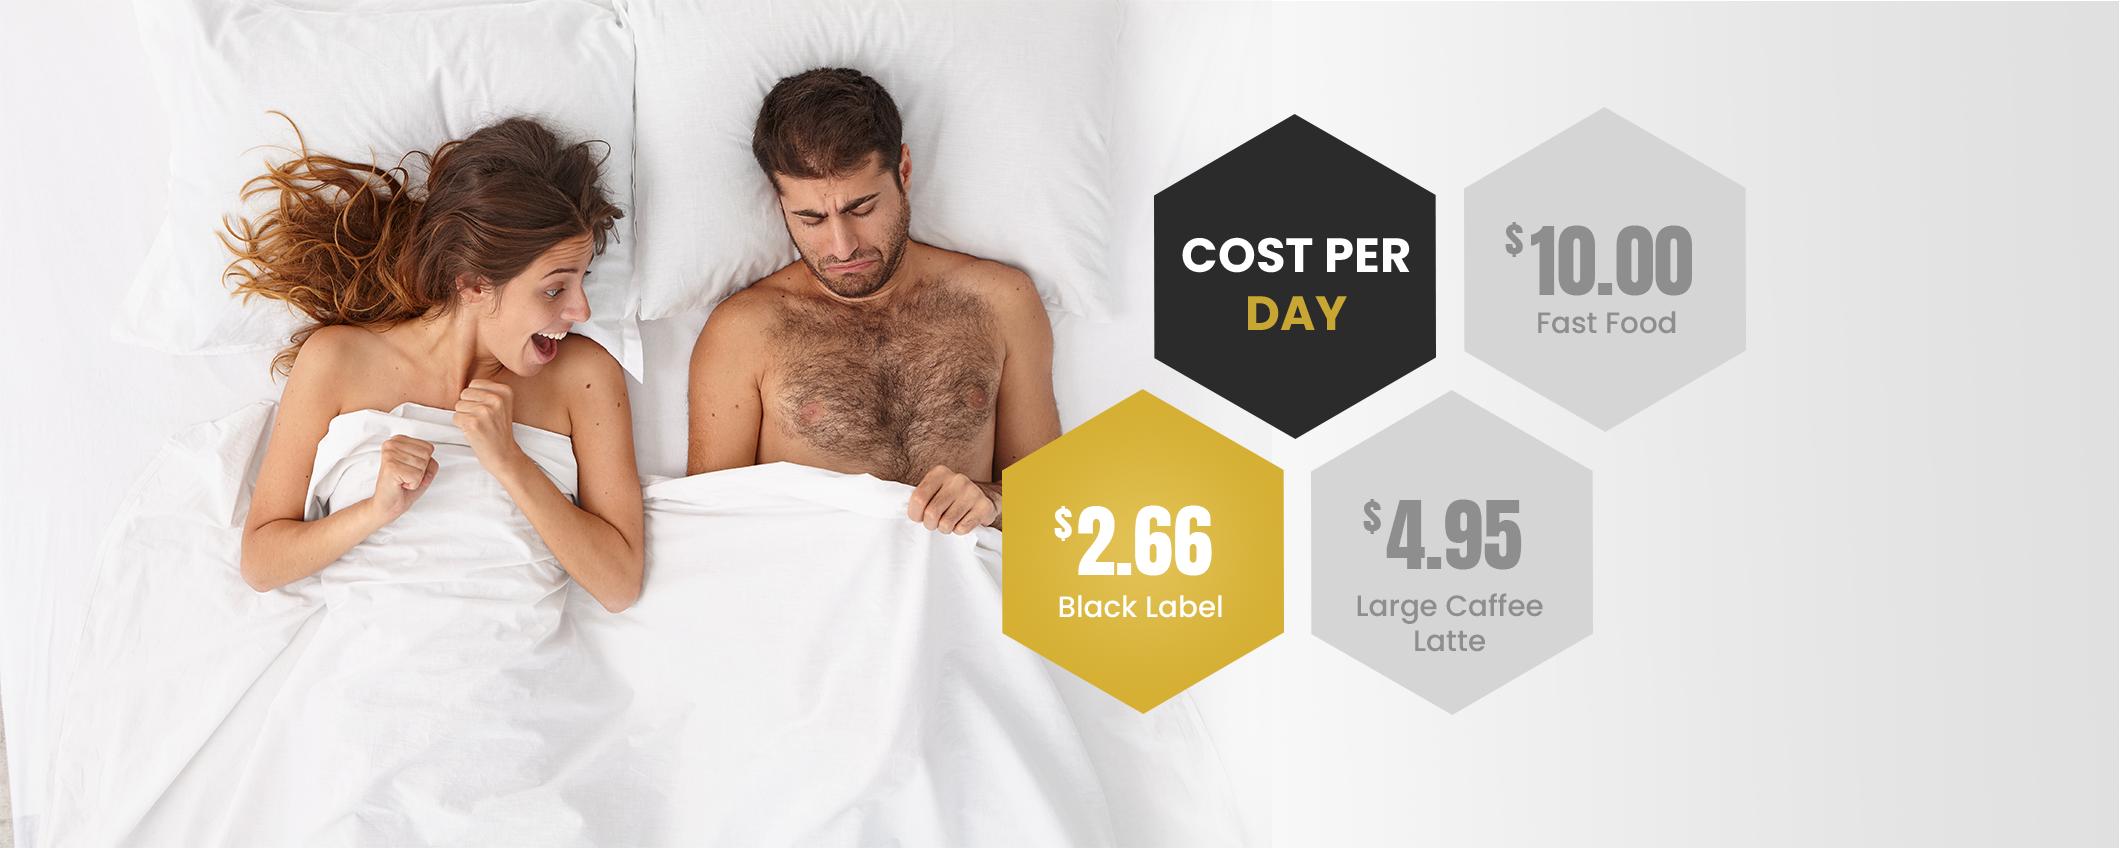 COST PER
DAY
$10.00
Fast Food
$2.66
Black Label
$4.95
Large Caffee
Latte